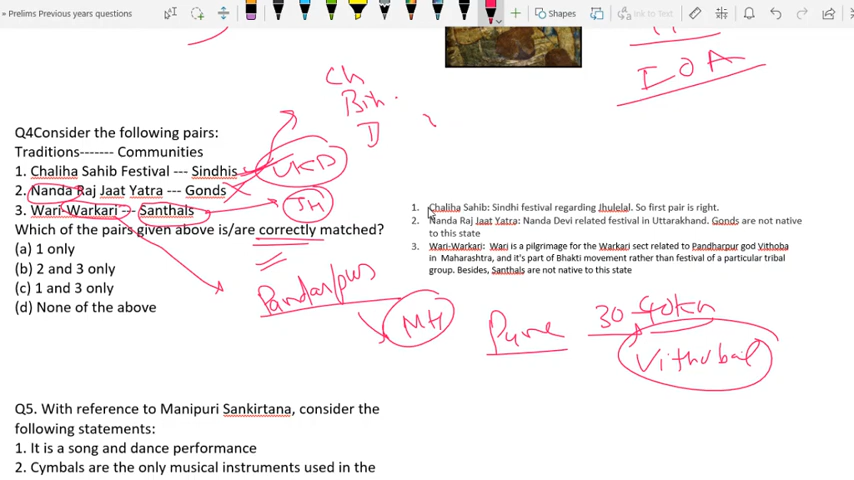 » Prelims Previous years questions
Shapes
Ink to Text
IOA
Ch
Bih.
D
Q4Consider the following pairs:
Traditions------- Communities
1. Chaliha Sahib Festival --- Sindhis
2. Nanda Raj Jaat Yatra --- Gonds
3. Wari-Warkari--- Santhals
Which of the pairs given above is/are correctly matched?
(a) 1 only
(b) 2 and 3 only
(c) 1 and 3 only
(d) None of the above
UKD
JH
Pandarpus
MH
1. Chaliha Sahib: Sindhi festival regarding Jhulelal. So first pair is right.
2. Nanda Raj Jaat Yatra: Nanda Devi related festival in Uttarakhand. Gonds are not native
to this state
3. Wari-Warkari: Wari is a pilgrimage for the Warkari sect related to Pandharpur god Vithoba
in Maharashtra, and it's part of Bhakti movement rather than festival of a particular tribal
group. Besides, Santhals are not native to this state
Pune 30-40km
Vithubai
Q5. With reference to Manipuri Sankirtana, consider the
following statements:
1. It is a song and dance performance
2. Cymbals are the only musical instruments used in the